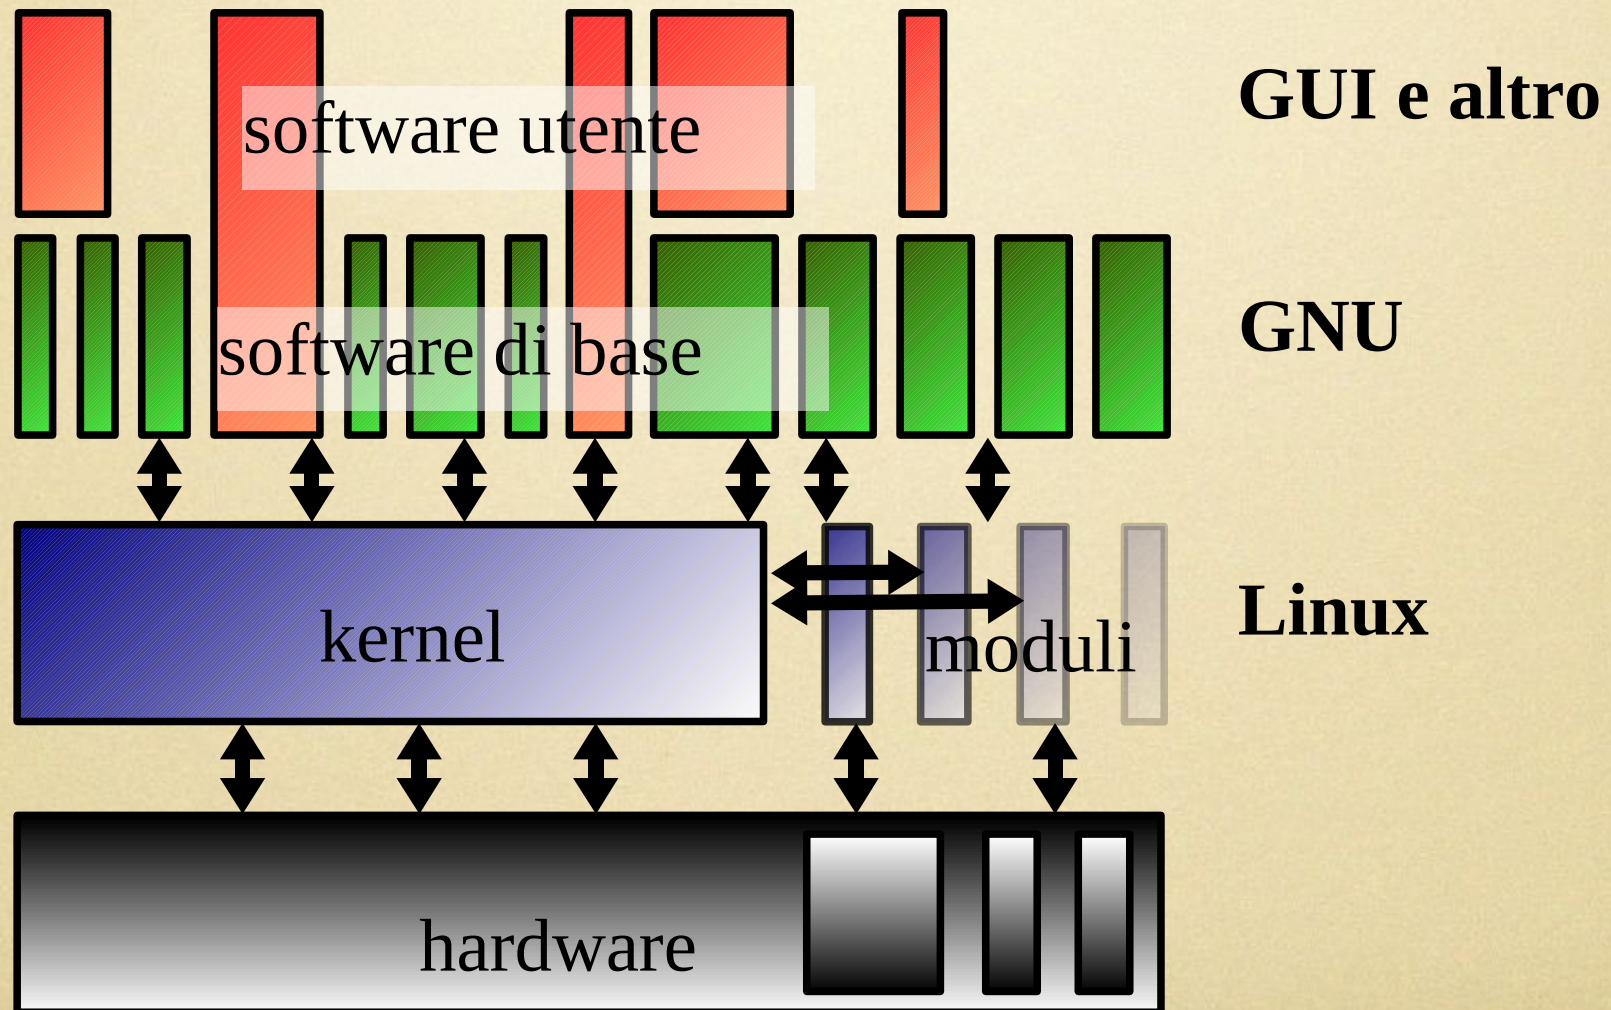 software utente
GUI e altro
software di base
GNU
kernel
moduli
Linux
hardware